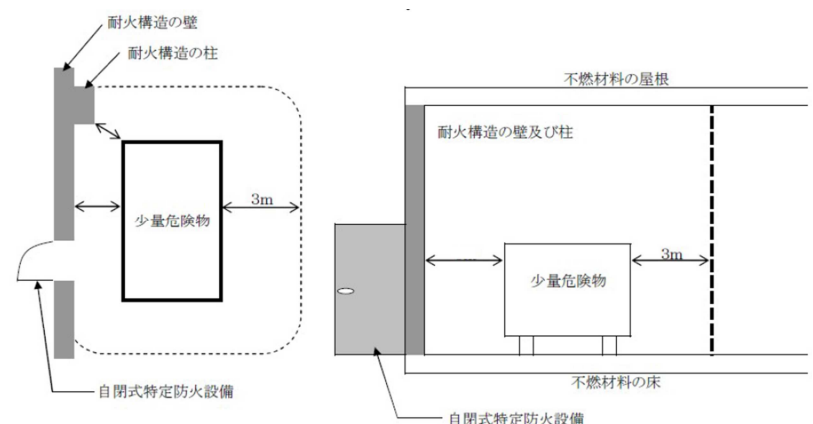 耐火構造の壁
耐火構造の柱
3m
少量危険物
自閉式特定防火設備
不燃材料の屋根
耐火構造の壁及び柱
3m
少量危険物
不燃材料の床
自閉式特定防火設備